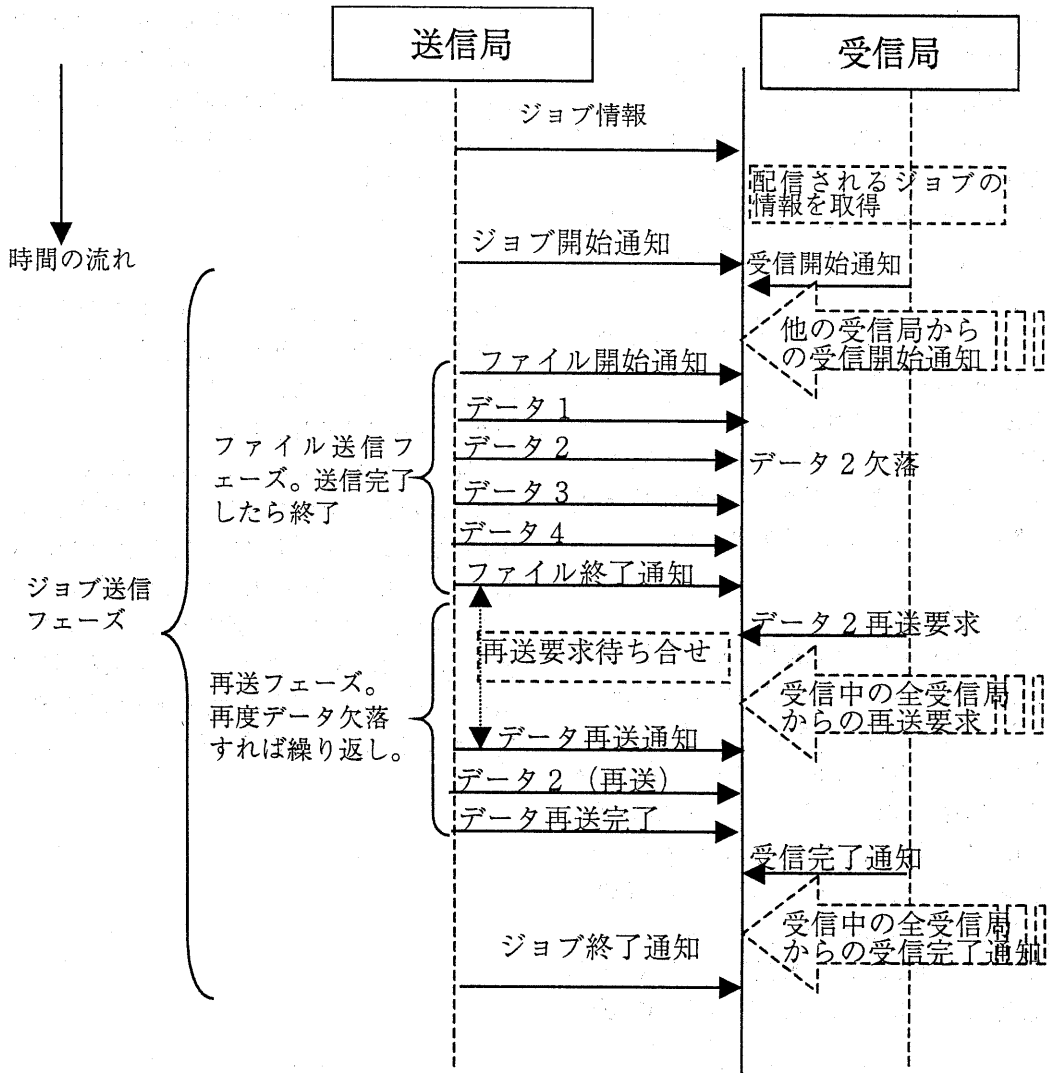 送信局
受信局
ジョブ情報
配信されるジョブの
情報を取得
時間の流れ
ジョブ開始通知
受信開始通知
他の受信局から
の受信開始通知
ファイル開始通知
データ1
データ2
データ2欠落
ファイル送信フ
ェーズ。送信完了
したら終了
データ3
データ4
ファイル終了通知
ジョブ送信
フェーズ
データ2再送要求
再送要求待ち合せ
受信中の全受信局
からの再送要求
再送フェーズ。
再度データ欠落
すれば繰り返し。
データ再送通知
データ2（再送）
データ再送完了
受信完了通知
受信中の全受信局
からの受信完了通知
ジョブ終了通知